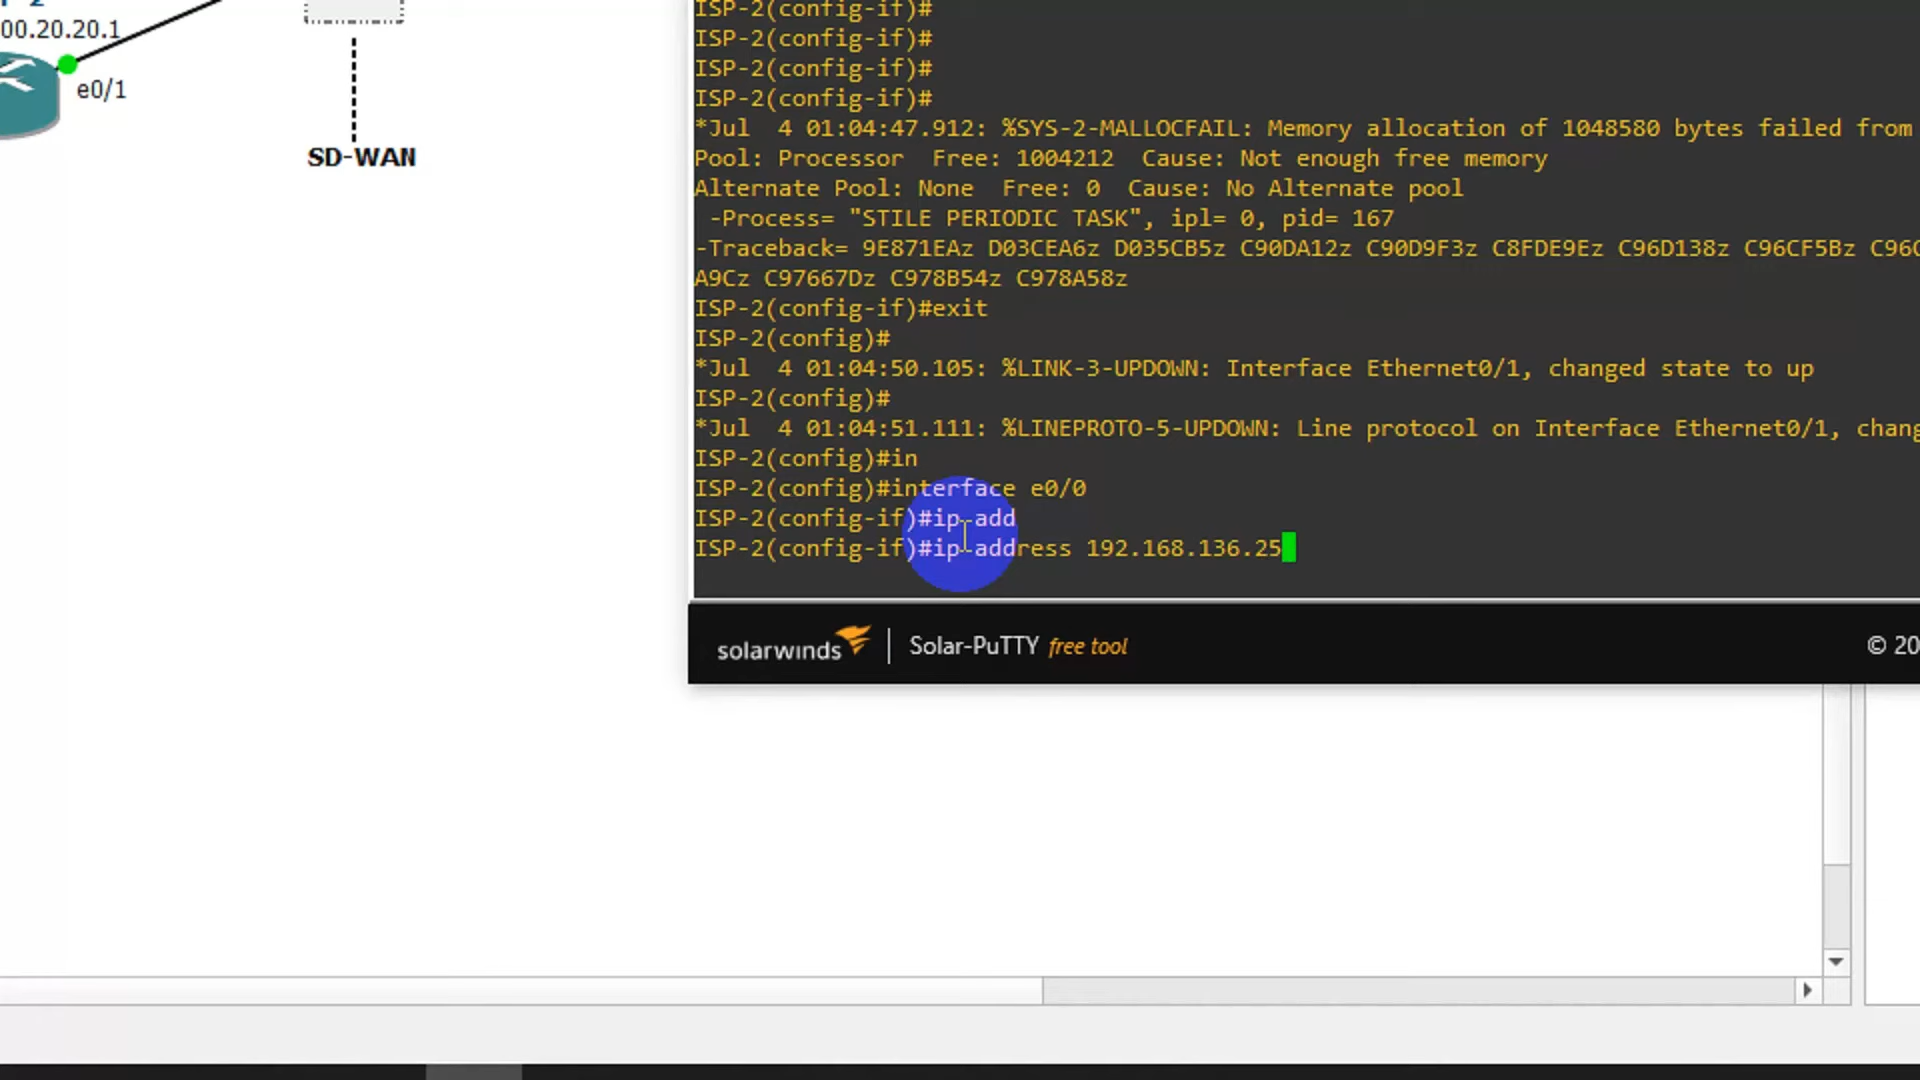 00.20.20.1
e0/1
SD-WAN
ISP-2(config-if)#
ISP-2(config-if)#
ISP-2(config-if)#
ISP-2(config-if)#
*Jul  4 01:04:47.912: %SYS-2-MALLOCFAIL: Memory allocation of 1048580 bytes failed from
Pool: Processor  Free: 1004212  Cause: Not enough free memory
Alternate Pool: None  Free: 0  Cause: No Alternate pool
 -Process= "STILE PERIODIC TASK", ipl= 0, pid= 167
-Traceback= 9E871EAz D03CEA6z D035CB5z C90DA12z C90D9F3z C8FDE9Ez C96D138z C96CF5Bz C96C
A9Cz C97667Dz C978B54z C978A58z
ISP-2(config-if)#exit
ISP-2(config)#
*Jul  4 01:04:50.105: %LINK-3-UPDOWN: Interface Ethernet0/1, changed state to up
ISP-2(config)#
*Jul  4 01:04:51.111: %LINEPROTO-5-UPDOWN: Line protocol on Interface Ethernet0/1, chang
ISP-2(config)#in
ISP-2(config)#interface e0/0
ISP-2(config-if)#ip add
ISP-2(config-if)#ip address 192.168.136.25
solarwinds | Solar-PuTTY free tool
© 20